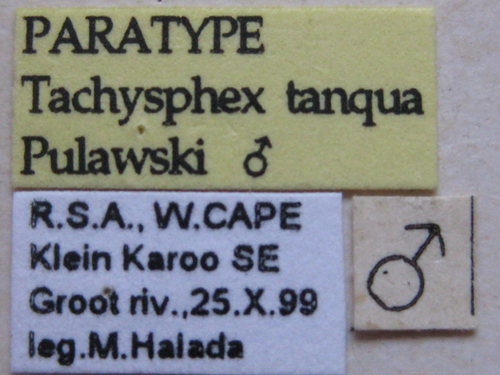 PARATYPE
Tachysphex tanqua
Pulawski ♂
R.S.A., W.CAPE
Klein Karoo SE
Groot riv.,25.X.99
leg.M.Halada
♂